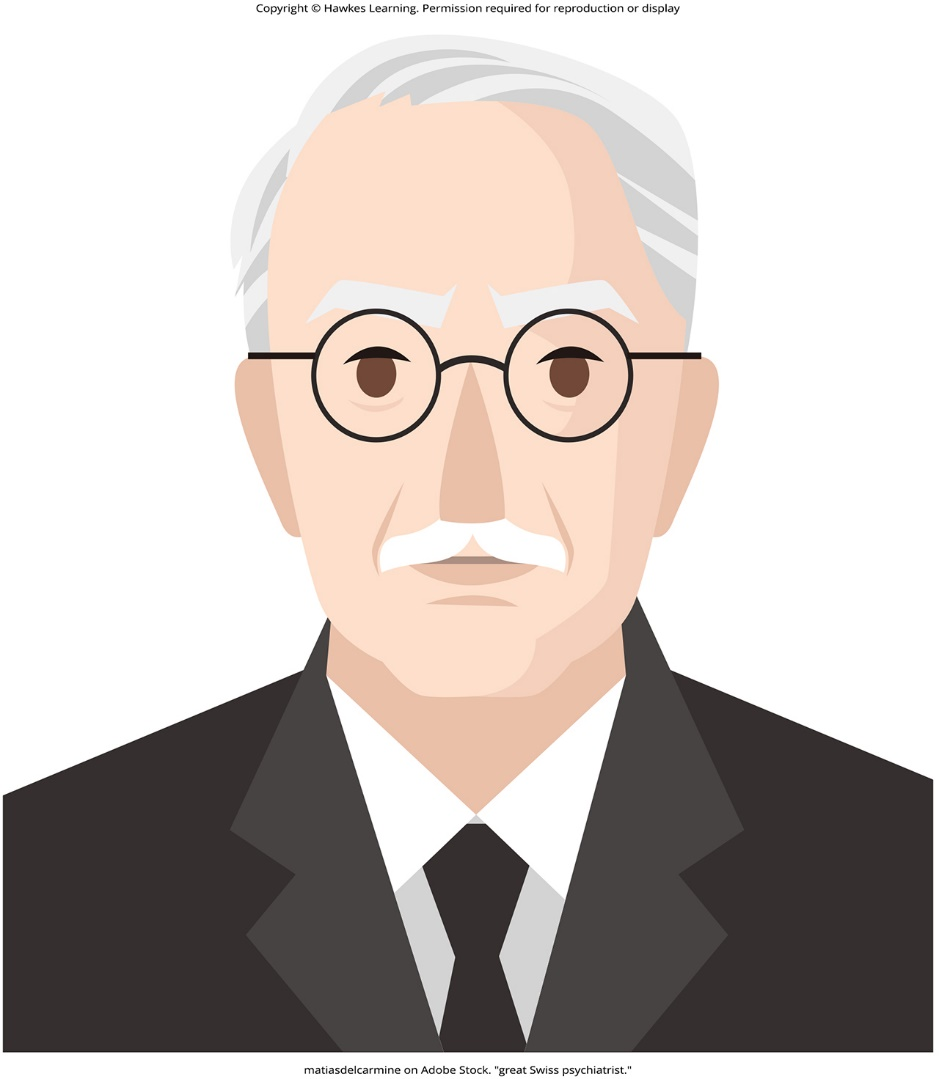 Copyright © Hawkes Learning. Permission required for reproduction or display
matiasdelcarmine on Adobe Stock. "great Swiss psychiatrist."